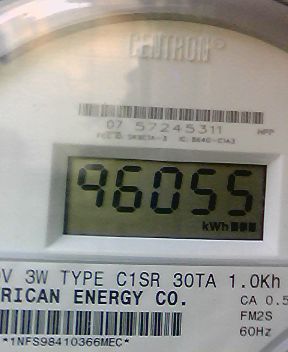 CENTRON
07 57245311
96055
kWh
V 3W TYPE C1SR 30TA 1.0Kh
RICAN ENERGY CO.
CA 0.5
FM2S
60Hz
*1NFS98410366MEC*